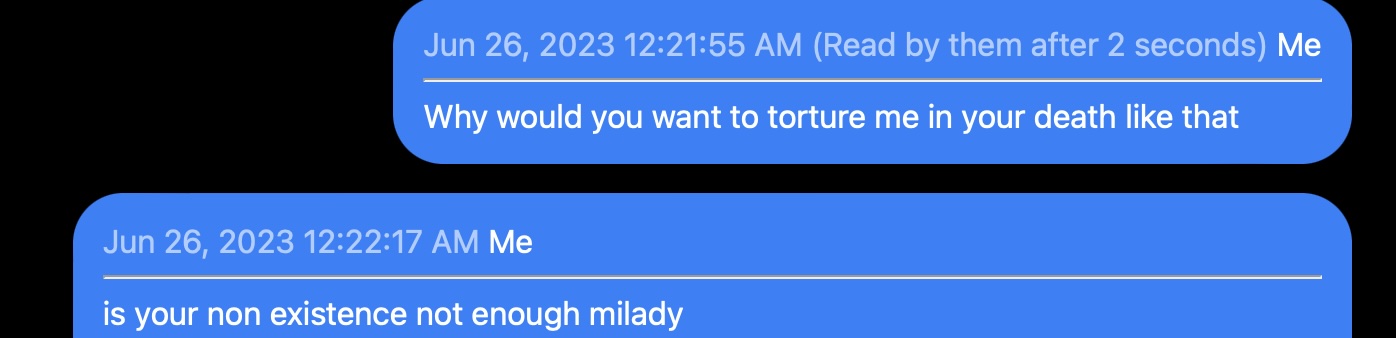 Jun 26, 2023 12:21:55 AM (Read by them after 2 seconds) Me
Why would you want to torture me in your death like that
Jun 26, 2023 12:22:17 AM Me
is your non existence not enough milady